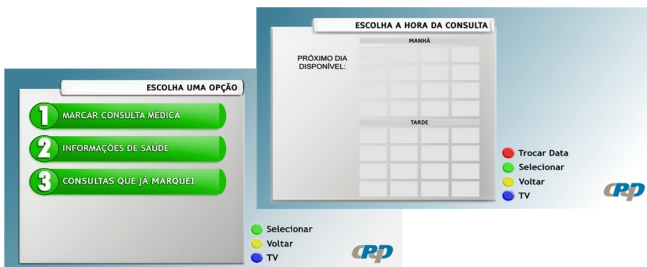 ESCOLHA UMA OPÇÃO
1 MARCAR CONSULTA MÉDICA
2 INFORMAÇÕES DE SAÚDE
3 CONSULTAS QUE JÁ MARQUEI
Selecionar
Voltar
TV
CPqD
ESCOLHA A HORA DA CONSULTA
MANHÃ
PRÓXIMO DIA
DISPONÍVEL:
TARDE
Trocar Data
Selecionar
Voltar
TV
CPqD